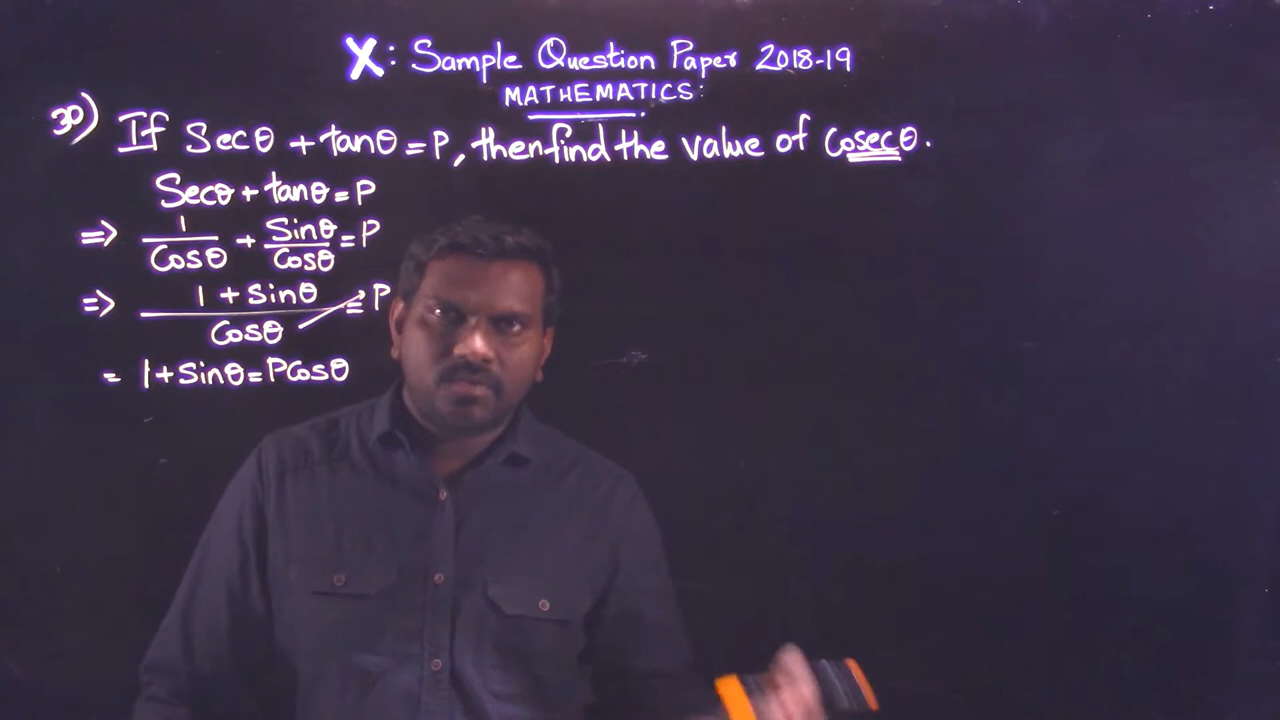 X: Sample Question Paper 2018-19
MATHEMATICS:
30) If Secθ + tanθ = P, then find the value of Cosecθ.
Secθ + tanθ = P
⇒ 1/Cosθ + Sinθ/Cosθ = P
⇒ (1 + Sinθ)/Cosθ = P
= 1 + Sinθ = PCosθ